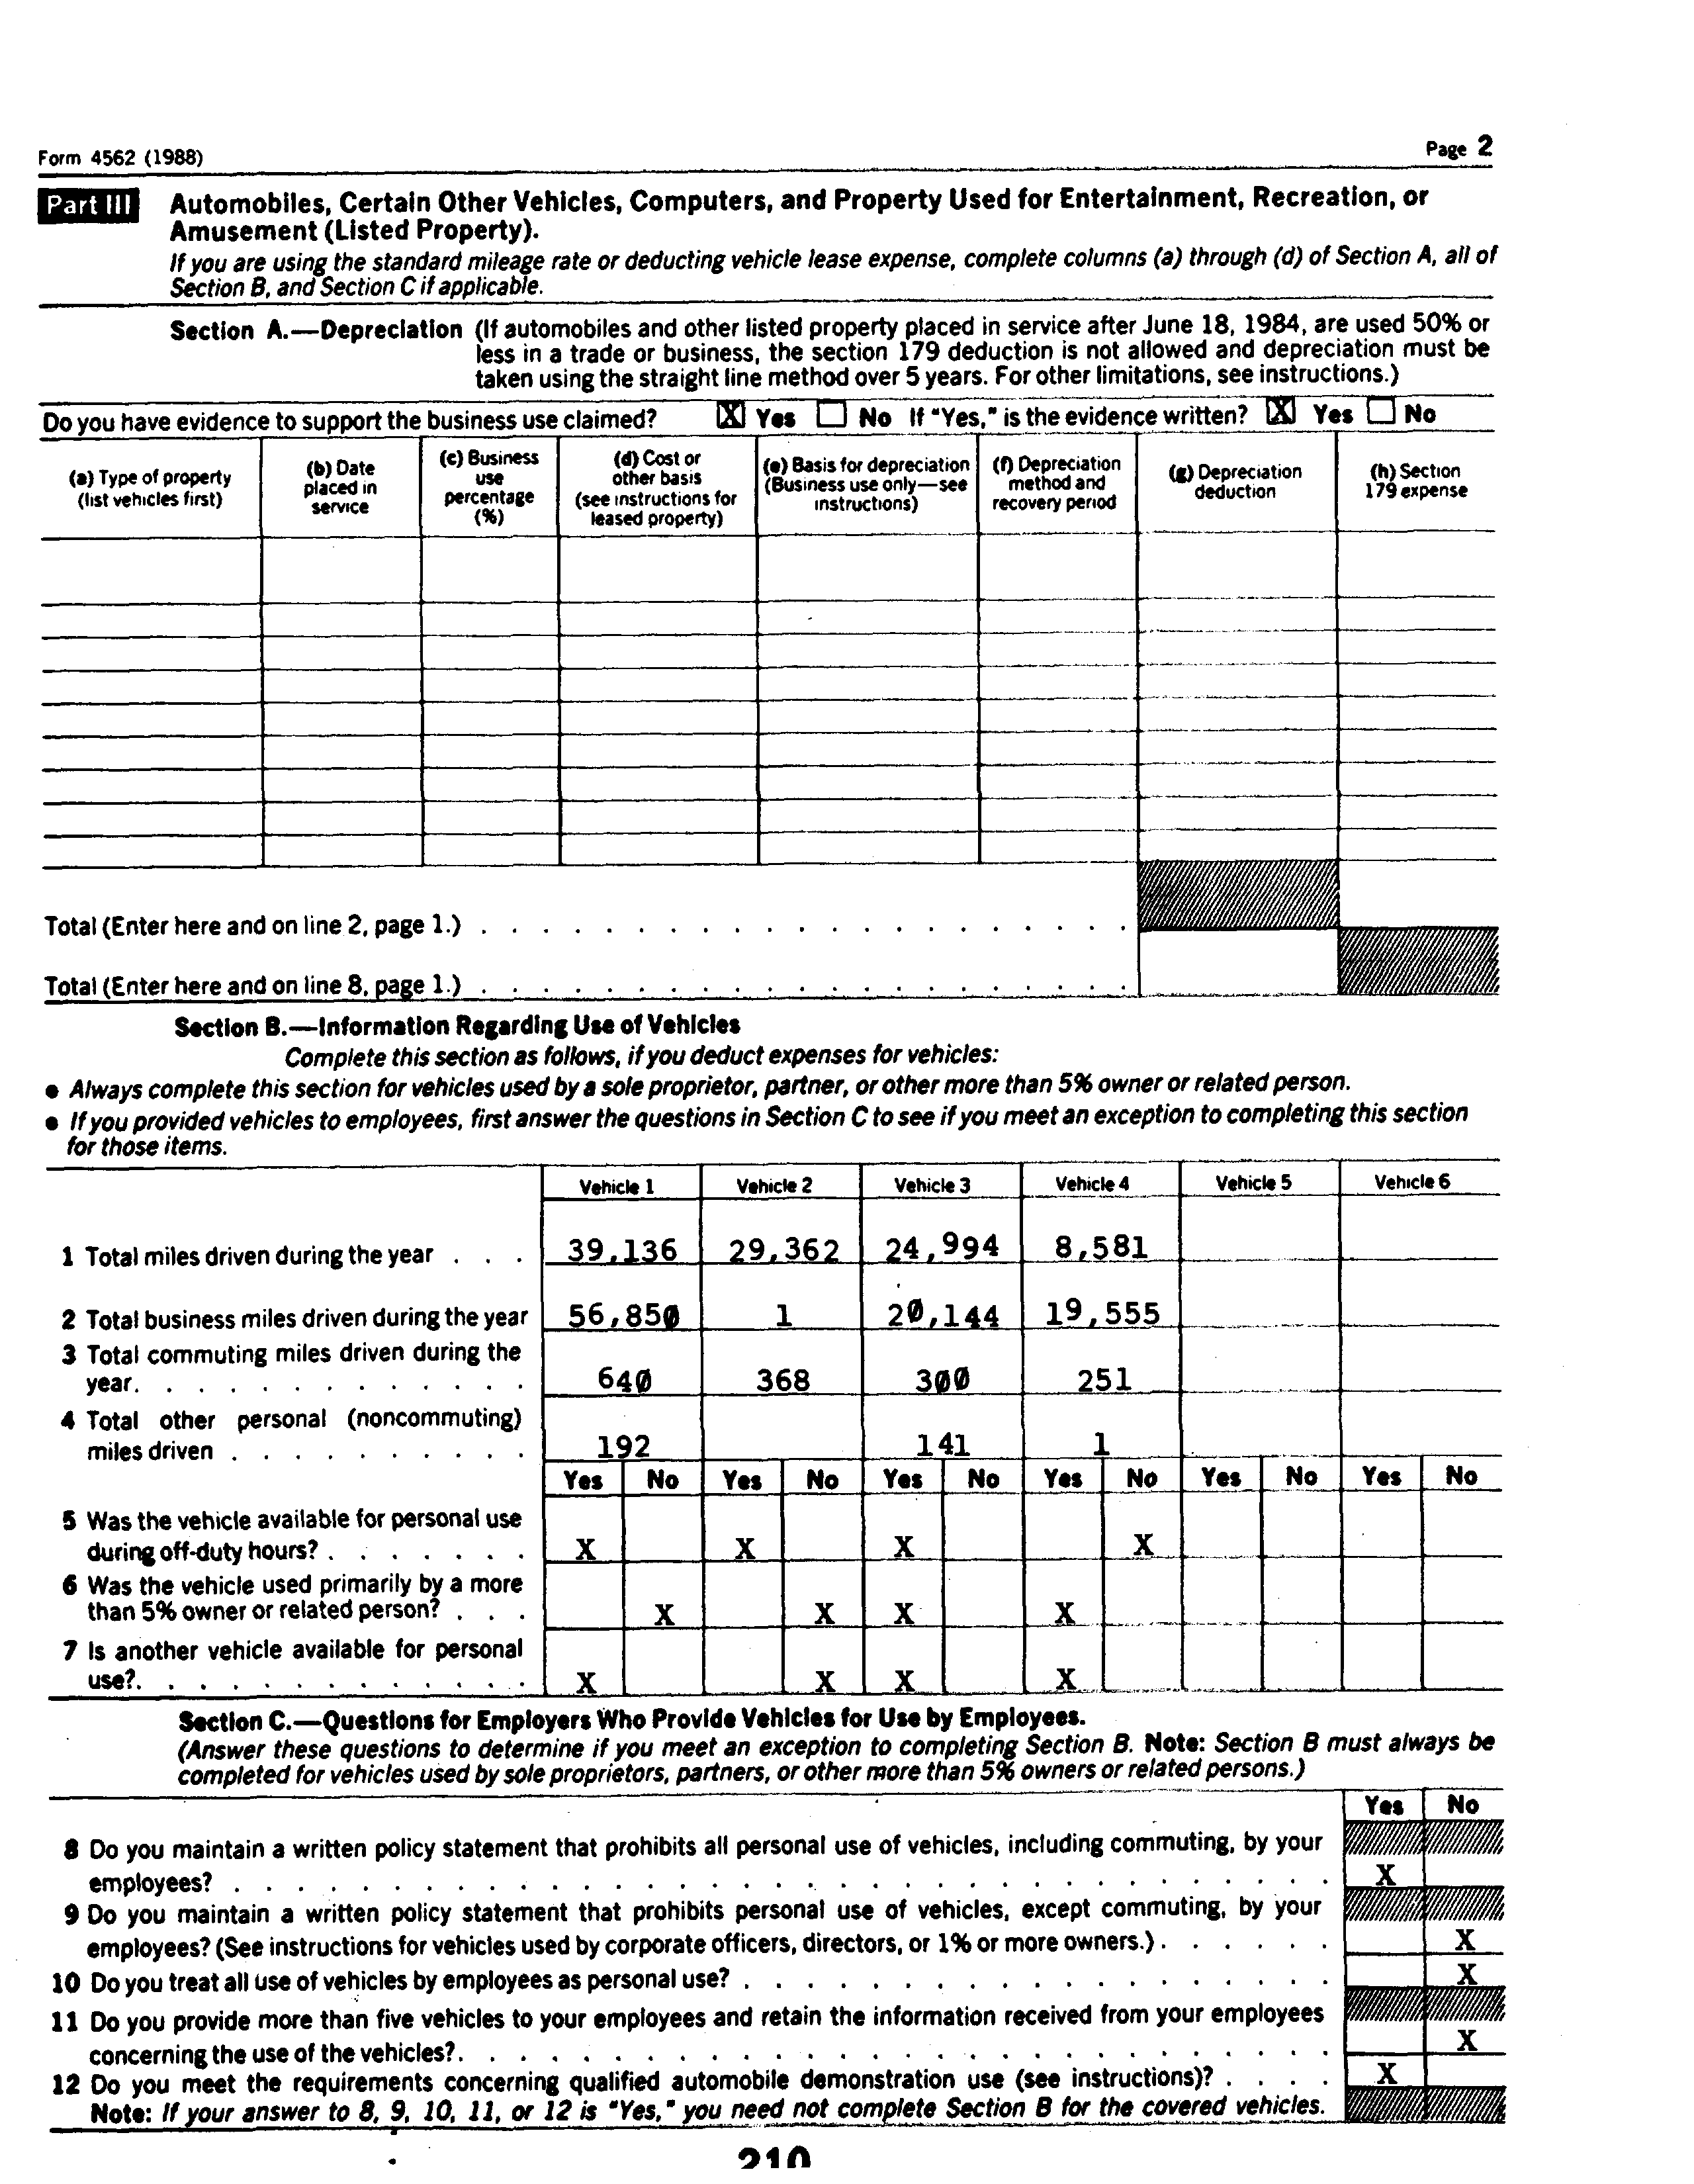 Form 4562 (1988) Page 2
Part III Automobiles, Certain Other Vehicles, Computers, and Property Used for Entertainment, Recreation, or
Amusement (Listed Property).
If you are using the standard mileage rate or deducting vehicle lease expense, complete columns (a) through (d) of Section A, all of
Section B, and Section C if applicable.
Section A.—Depreciation (If automobiles and other listed property placed in service after June 18, 1984, are used 50% or
less in a trade or business, the section 179 deduction is not allowed and depreciation must be
taken using the straight line method over 5 years. For other limitations, see instructions.)
Do you have evidence to support the business use claimed? X Yes No If "Yes," is the evidence written? X Yes No
(a) Type of property
(list vehicles first)
(b) Date
placed in
service
(c) Business
use
percentage
(%)
(d) Cost or
other basis
(see instructions for
leased property)
(e) Basis for depreciation
(Business use only—see
instructions)
(f) Depreciation
method and
recovery period
(g) Depreciation
deduction
(h) Section
179 expense
Total (Enter here and on line 2, page 1.) . . . . . . . . . . . . . . . . . . . . .
Total (Enter here and on line 8, page 1.) . . . . . . . . . . . . . . . . . . . . .
Section B.—Information Regarding Use of Vehicles
Complete this section as follows, if you deduct expenses for vehicles:
● Always complete this section for vehicles used by a sole proprietor, partner, or other more than 5% owner or related person.
● If you provided vehicles to employees, first answer the questions in Section C to see if you meet an exception to completing this section
for those items.
Vehicle 1 Vehicle 2 Vehicle 3 Vehicle 4 Vehicle 5 Vehicle 6
1 Total miles driven during the year . . . 39,136 29,362 24,994 8,581
2 Total business miles driven during the year 56,850 1 20,144 19,555
3 Total commuting miles driven during the
year. . . . . . . . . . . . . 640 368 300 251
4 Total other personal (noncommuting)
miles driven . . . . . . . . . . 192 141 1
Yes No Yes No Yes No Yes No Yes No Yes No
5 Was the vehicle available for personal use
during off-duty hours? . . . . . . . X X X X
6 Was the vehicle used primarily by a more
than 5% owner or related person? . . . X X X X
7 Is another vehicle available for personal
use?. . . . . . . . . . . . . X X X X
Section C.—Questions for Employers Who Provide Vehicles for Use by Employees.
(Answer these questions to determine if you meet an exception to completing Section B. Note: Section B must always be
completed for vehicles used by sole proprietors, partners, or other more than 5% owners or related persons.)
Yes No
8 Do you maintain a written policy statement that prohibits all personal use of vehicles, including commuting, by your
employees? . . . . . . . . . . . . . . . . . . . . . . . . . . . . . . . . . . . X
9 Do you maintain a written policy statement that prohibits personal use of vehicles, except commuting, by your
employees? (See instructions for vehicles used by corporate officers, directors, or 1% or more owners.) . . . . . . X
10 Do you treat all use of vehicles by employees as personal use? . . . . . . . . . . . . . . . . . . . X
11 Do you provide more than five vehicles to your employees and retain the information received from your employees
concerning the use of the vehicles?. . . . . . . . . . . . . . . . . . . . . . . . . . . . X
12 Do you meet the requirements concerning qualified automobile demonstration use (see instructions)? . . . . X
Note: If your answer to 8, 9, 10, 11, or 12 is "Yes," you need not complete Section B for the covered vehicles.
210